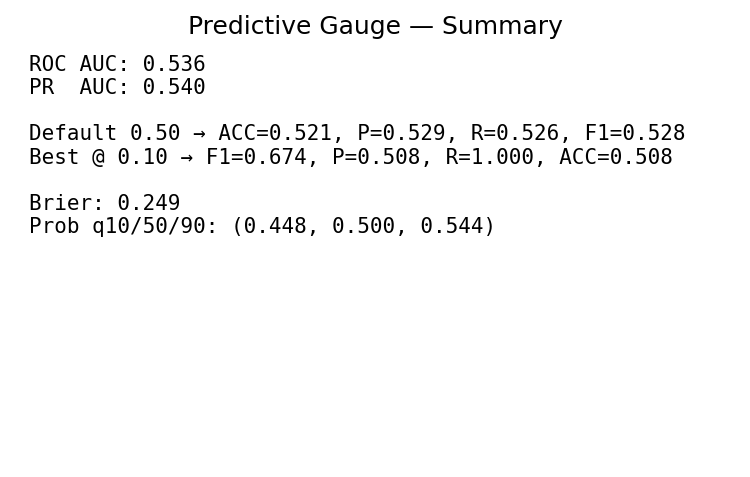 Predictive Gauge — Summary
ROC AUC: 0.536
PR  AUC: 0.540
Default 0.50 → ACC=0.521, P=0.529, R=0.526, F1=0.528
Best @ 0.10 → F1=0.674, P=0.508, R=1.000, ACC=0.508
Brier: 0.249
Prob q10/50/90: (0.448, 0.500, 0.544)